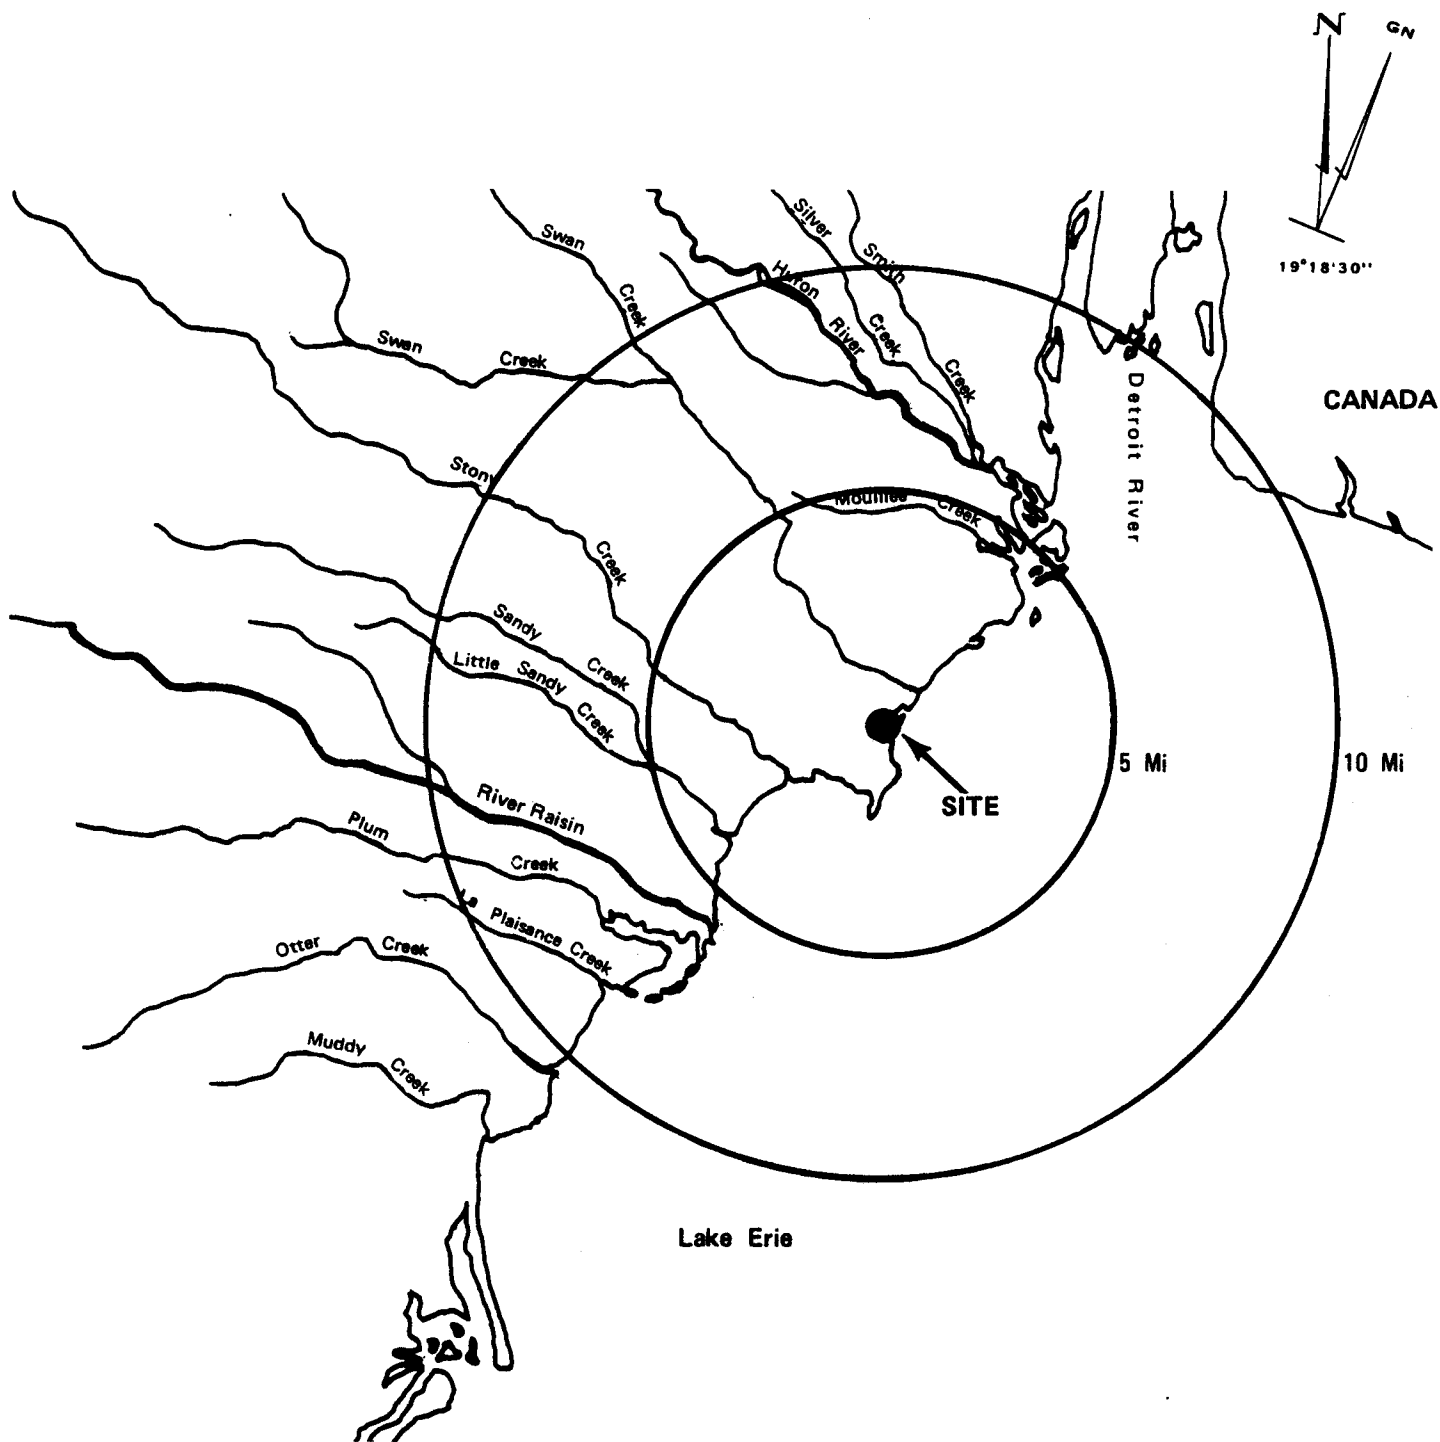 N
GN
19°18'30"
Silver
Creek
Smith
Creek
Swan
Creek
Huron
River
Swan
Creek
Detroit River
CANADA
Stony
Creek
Mouillee
Creek
Sandy
Creek
Little Sandy
Creek
5 Mi
10 Mi
SITE
River Raisin
Plum
Creek
La Plaisance Creek
Otter
Creek
Muddy
Creek
Lake Erie